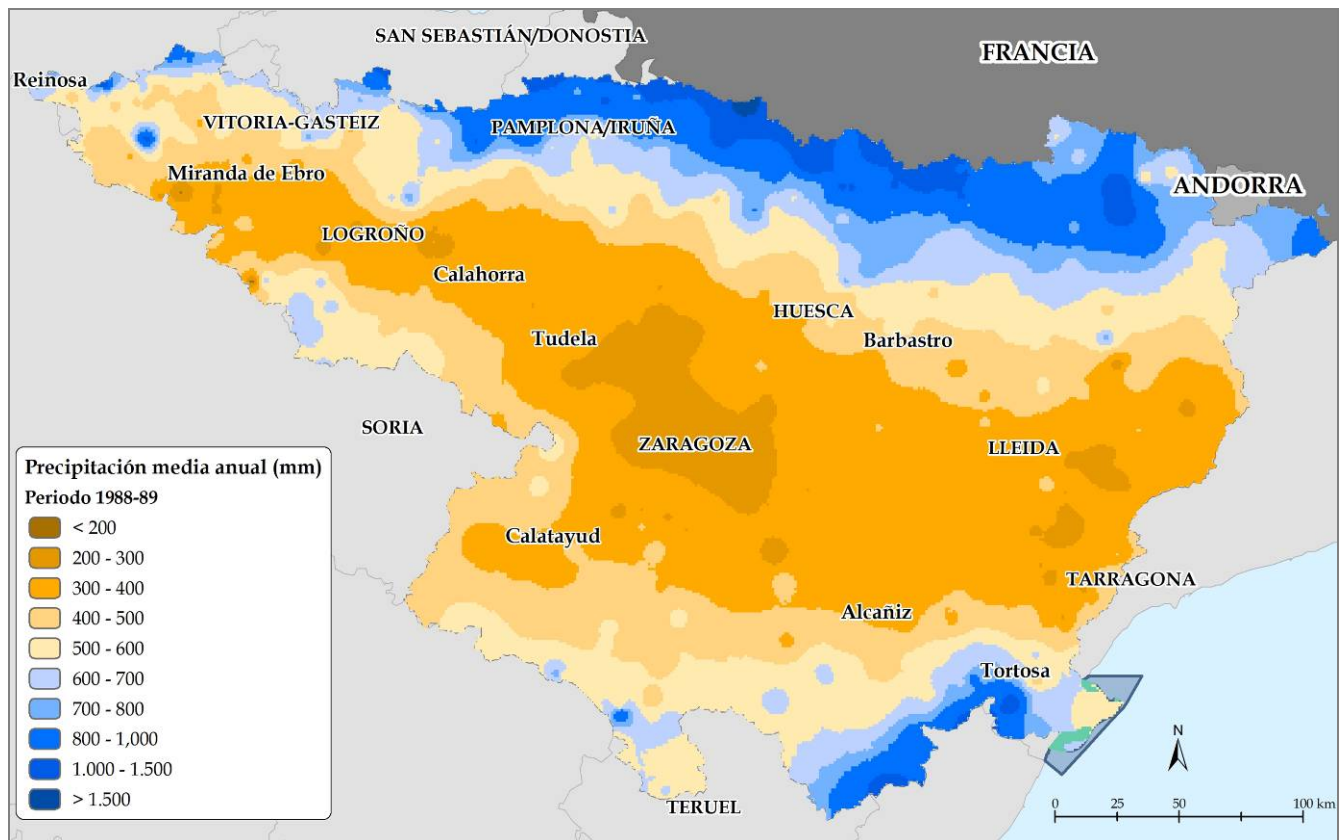 SAN SEBASTIÁN/DONOSTIA
FRANCIA
Reinosa
VITORIA-GASTEIZ
PAMPLONA/IRUÑA
Miranda de Ebro
ANDORRA
LOGROÑO
Calahorra
HUESCA
Tudela
Barbastro
SORIA
ZARAGOZA
LLEIDA
Calatayud
TARRAGONA
Alcañiz
Tortosa
TERUEL
Precipitación media anual (mm)
Periodo 1988-89
< 200
200 - 300
300 - 400
400 - 500
500 - 600
600 - 700
700 - 800
800 - 1,000
1.000 - 1.500
> 1.500
N
0 25 50 100 km